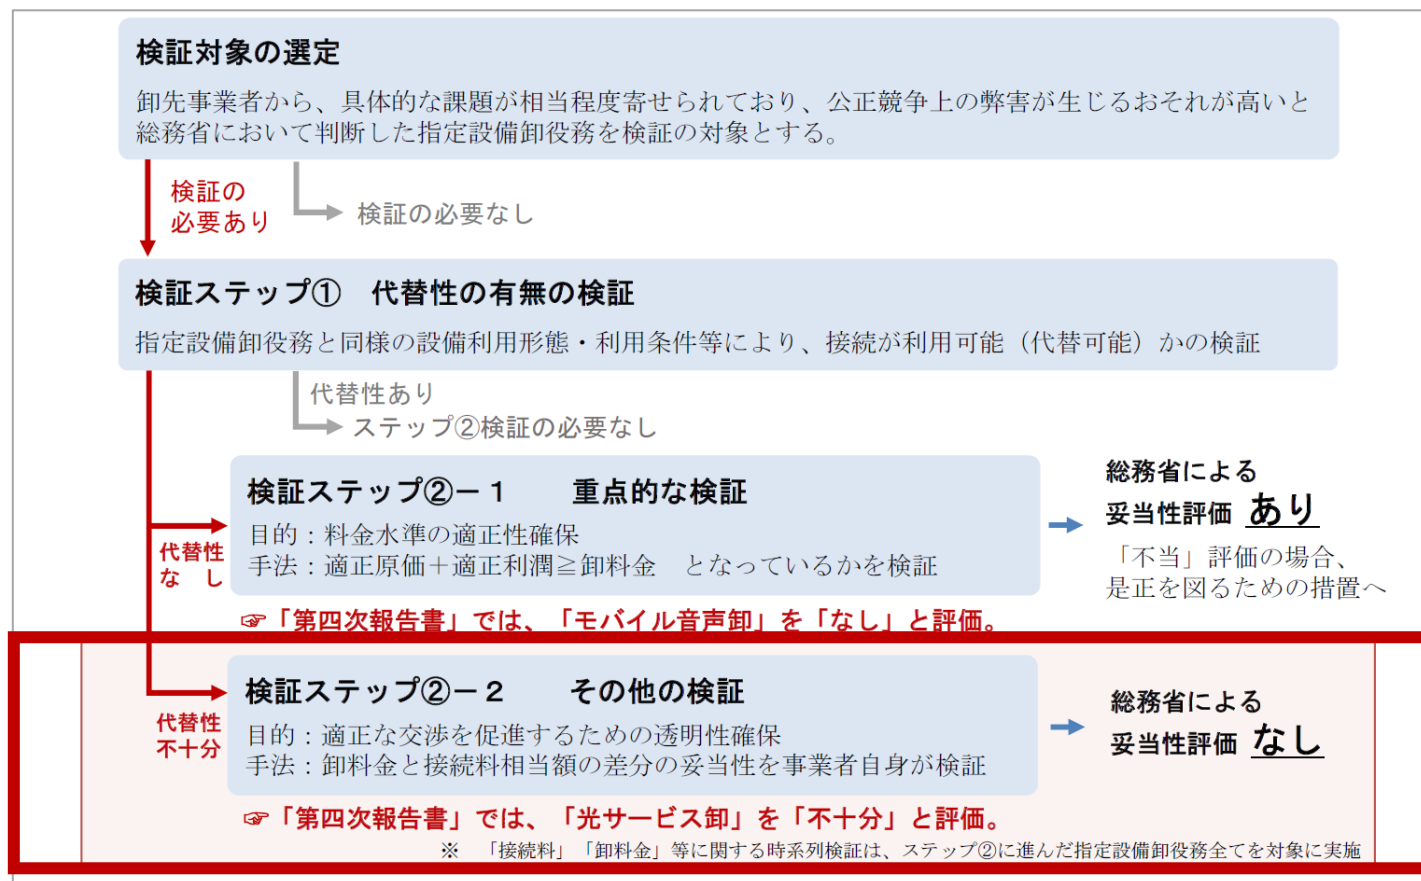 検証対象の選定
卸先事業者から、具体的な課題が相当程度寄せられており、公正競争上の弊害が生じるおそれが高いと
総務省において判断した指定設備卸役務を検証の対象とする。
検証の
必要あり
検証の必要なし
検証ステップ① 代替性の有無の検証
指定設備卸役務と同様の設備利用形態・利用条件等により、接続が利用可能（代替可能）かの検証
代替性あり
ステップ②検証の必要なし
代替性
な し
検証ステップ②－１ 重点的な検証
目的：料金水準の適正性確保
手法：適正原価＋適正利潤≧卸料金 となっているかを検証
総務省による
妥当性評価 あり
「不当」評価の場合、
是正を図るための措置へ
☞「第四次報告書」では、「モバイル音声卸」を「なし」と評価。
代替性
不十分
検証ステップ②－２ その他の検証
目的：適正な交渉を促進するための透明性確保
手法：卸料金と接続料相当額の差分の妥当性を事業者自身が検証
総務省による
妥当性評価 なし
☞「第四次報告書」では、「光サービス卸」を「不十分」と評価。
※ 「接続料」「卸料金」等に関する時系列検証は、ステップ②に進んだ指定設備卸役務全てを対象に実施